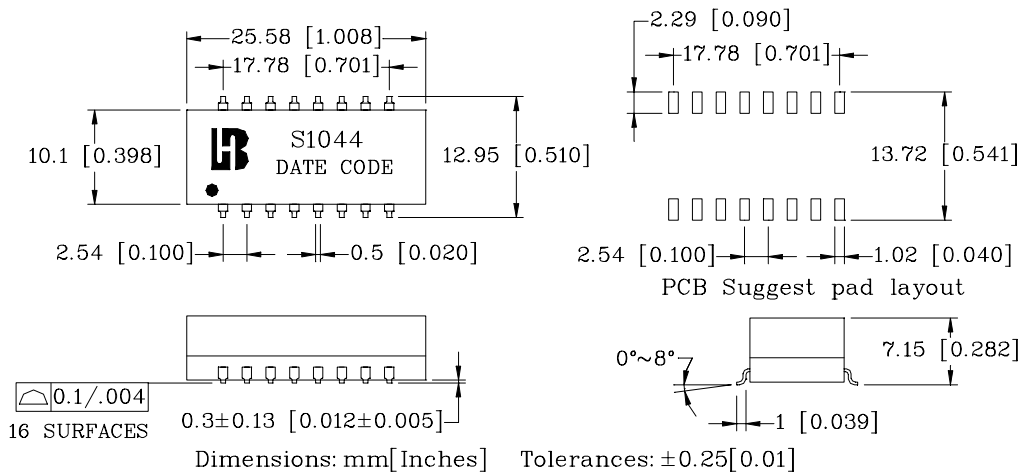 25.58 [1.008]
17.78 [0.701]
10.1 [0.398]
HB
S1044
DATE CODE
12.95 [0.510]
2.54 [0.100]
0.5 [0.020]
2.29 [0.090]
17.78 [0.701]
13.72 [0.541]
2.54 [0.100]
1.02 [0.040]
PCB Suggest pad layout
0.1/.004
16 SURFACES
0.3±0.13 [0.012±0.005]
0°~8°
7.15 [0.282]
1 [0.039]
Dimensions: mm[Inches] Tolerances: ±0.25[0.01]